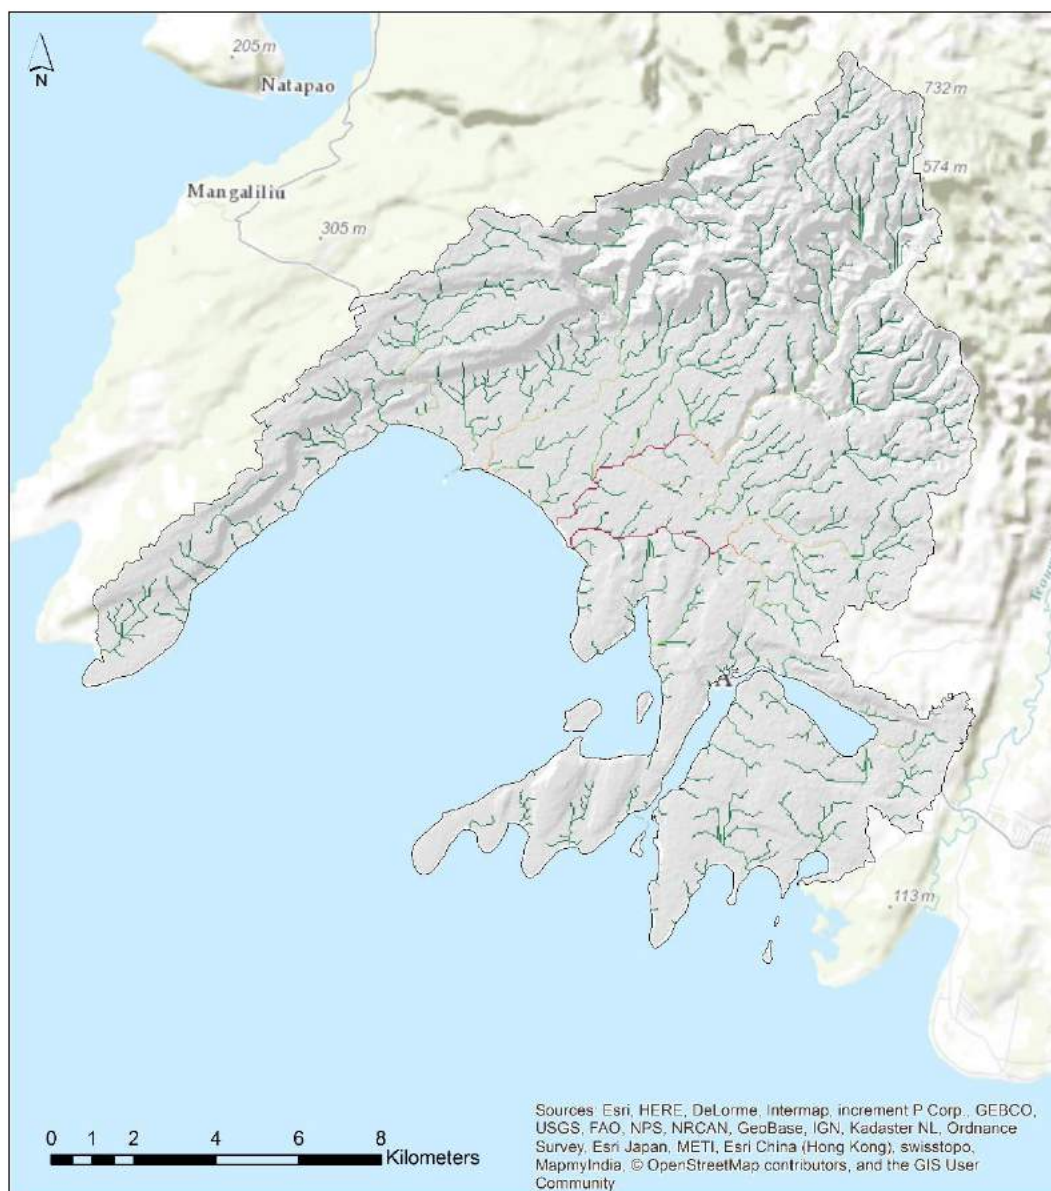 205 m
Natapao
N
732 m
574 m
Mangaliliú
305 m
113 m
0 1 2 4 6 8
Kilometers
Sources: Esri, HERE, DeLorme, Intermap, increment P Corp., GEBCO,
USGS, FAO, NPS, NRCAN, GeoBase, IGN, Kadaster NL, Ordnance
Survey, Esri Japan, METI, Esri China (Hong Kong), swisstopo,
MapmyIndia, © OpenStreetMap contributors, and the GIS User
Community